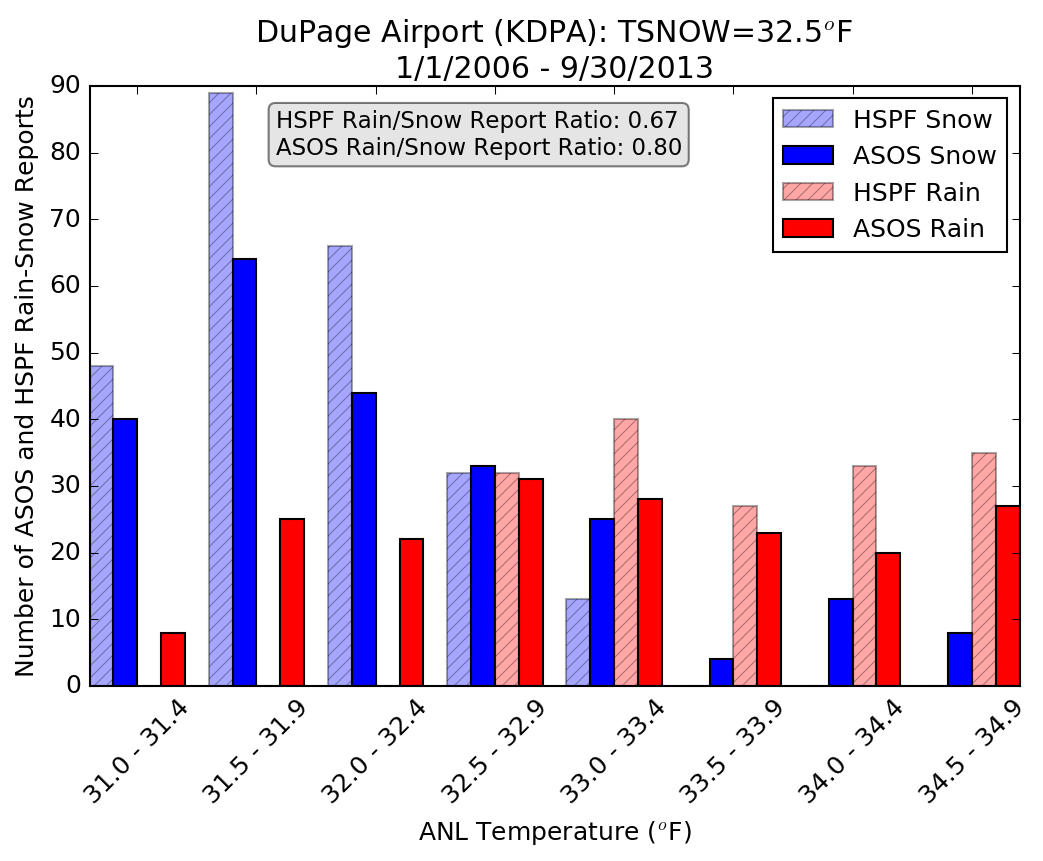 DuPage Airport (KDPA): TSNOW=32.5°F
1/1/2006 - 9/30/2013
HSPF Rain/Snow Report Ratio: 0.67
ASOS Rain/Snow Report Ratio: 0.80
HSPF Snow
ASOS Snow
HSPF Rain
ASOS Rain
Number of ASOS and HSPF Rain-Snow Reports
90
80
70
60
50
40
30
20
10
0
31.0 - 31.4
31.5 - 31.9
32.0 - 32.4
32.5 - 32.9
33.0 - 33.4
33.5 - 33.9
34.0 - 34.4
34.5 - 34.9
ANL Temperature (°F)